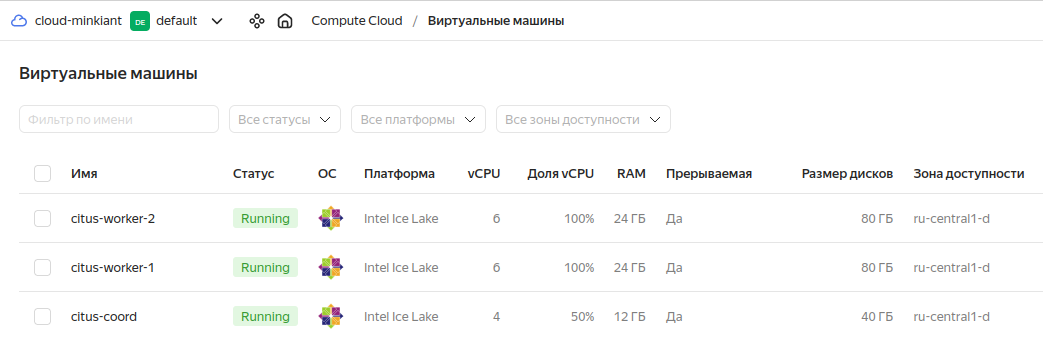 cloud-minkiant DE default Compute Cloud / Виртуальные машины
Виртуальные машины
Фильтр по имени Все статусы Все платформы Все зоны доступности
Имя Статус ОС Платформа vCPU Доля vCPU RAM Прерываемая Размер дисков Зона доступности
citus-worker-2 Running Intel Ice Lake 6 100% 24 ГБ Да 80 ГБ ru-central1-d
citus-worker-1 Running Intel Ice Lake 6 100% 24 ГБ Да 80 ГБ ru-central1-d
citus-coord Running Intel Ice Lake 4 50% 12 ГБ Да 40 ГБ ru-central1-d